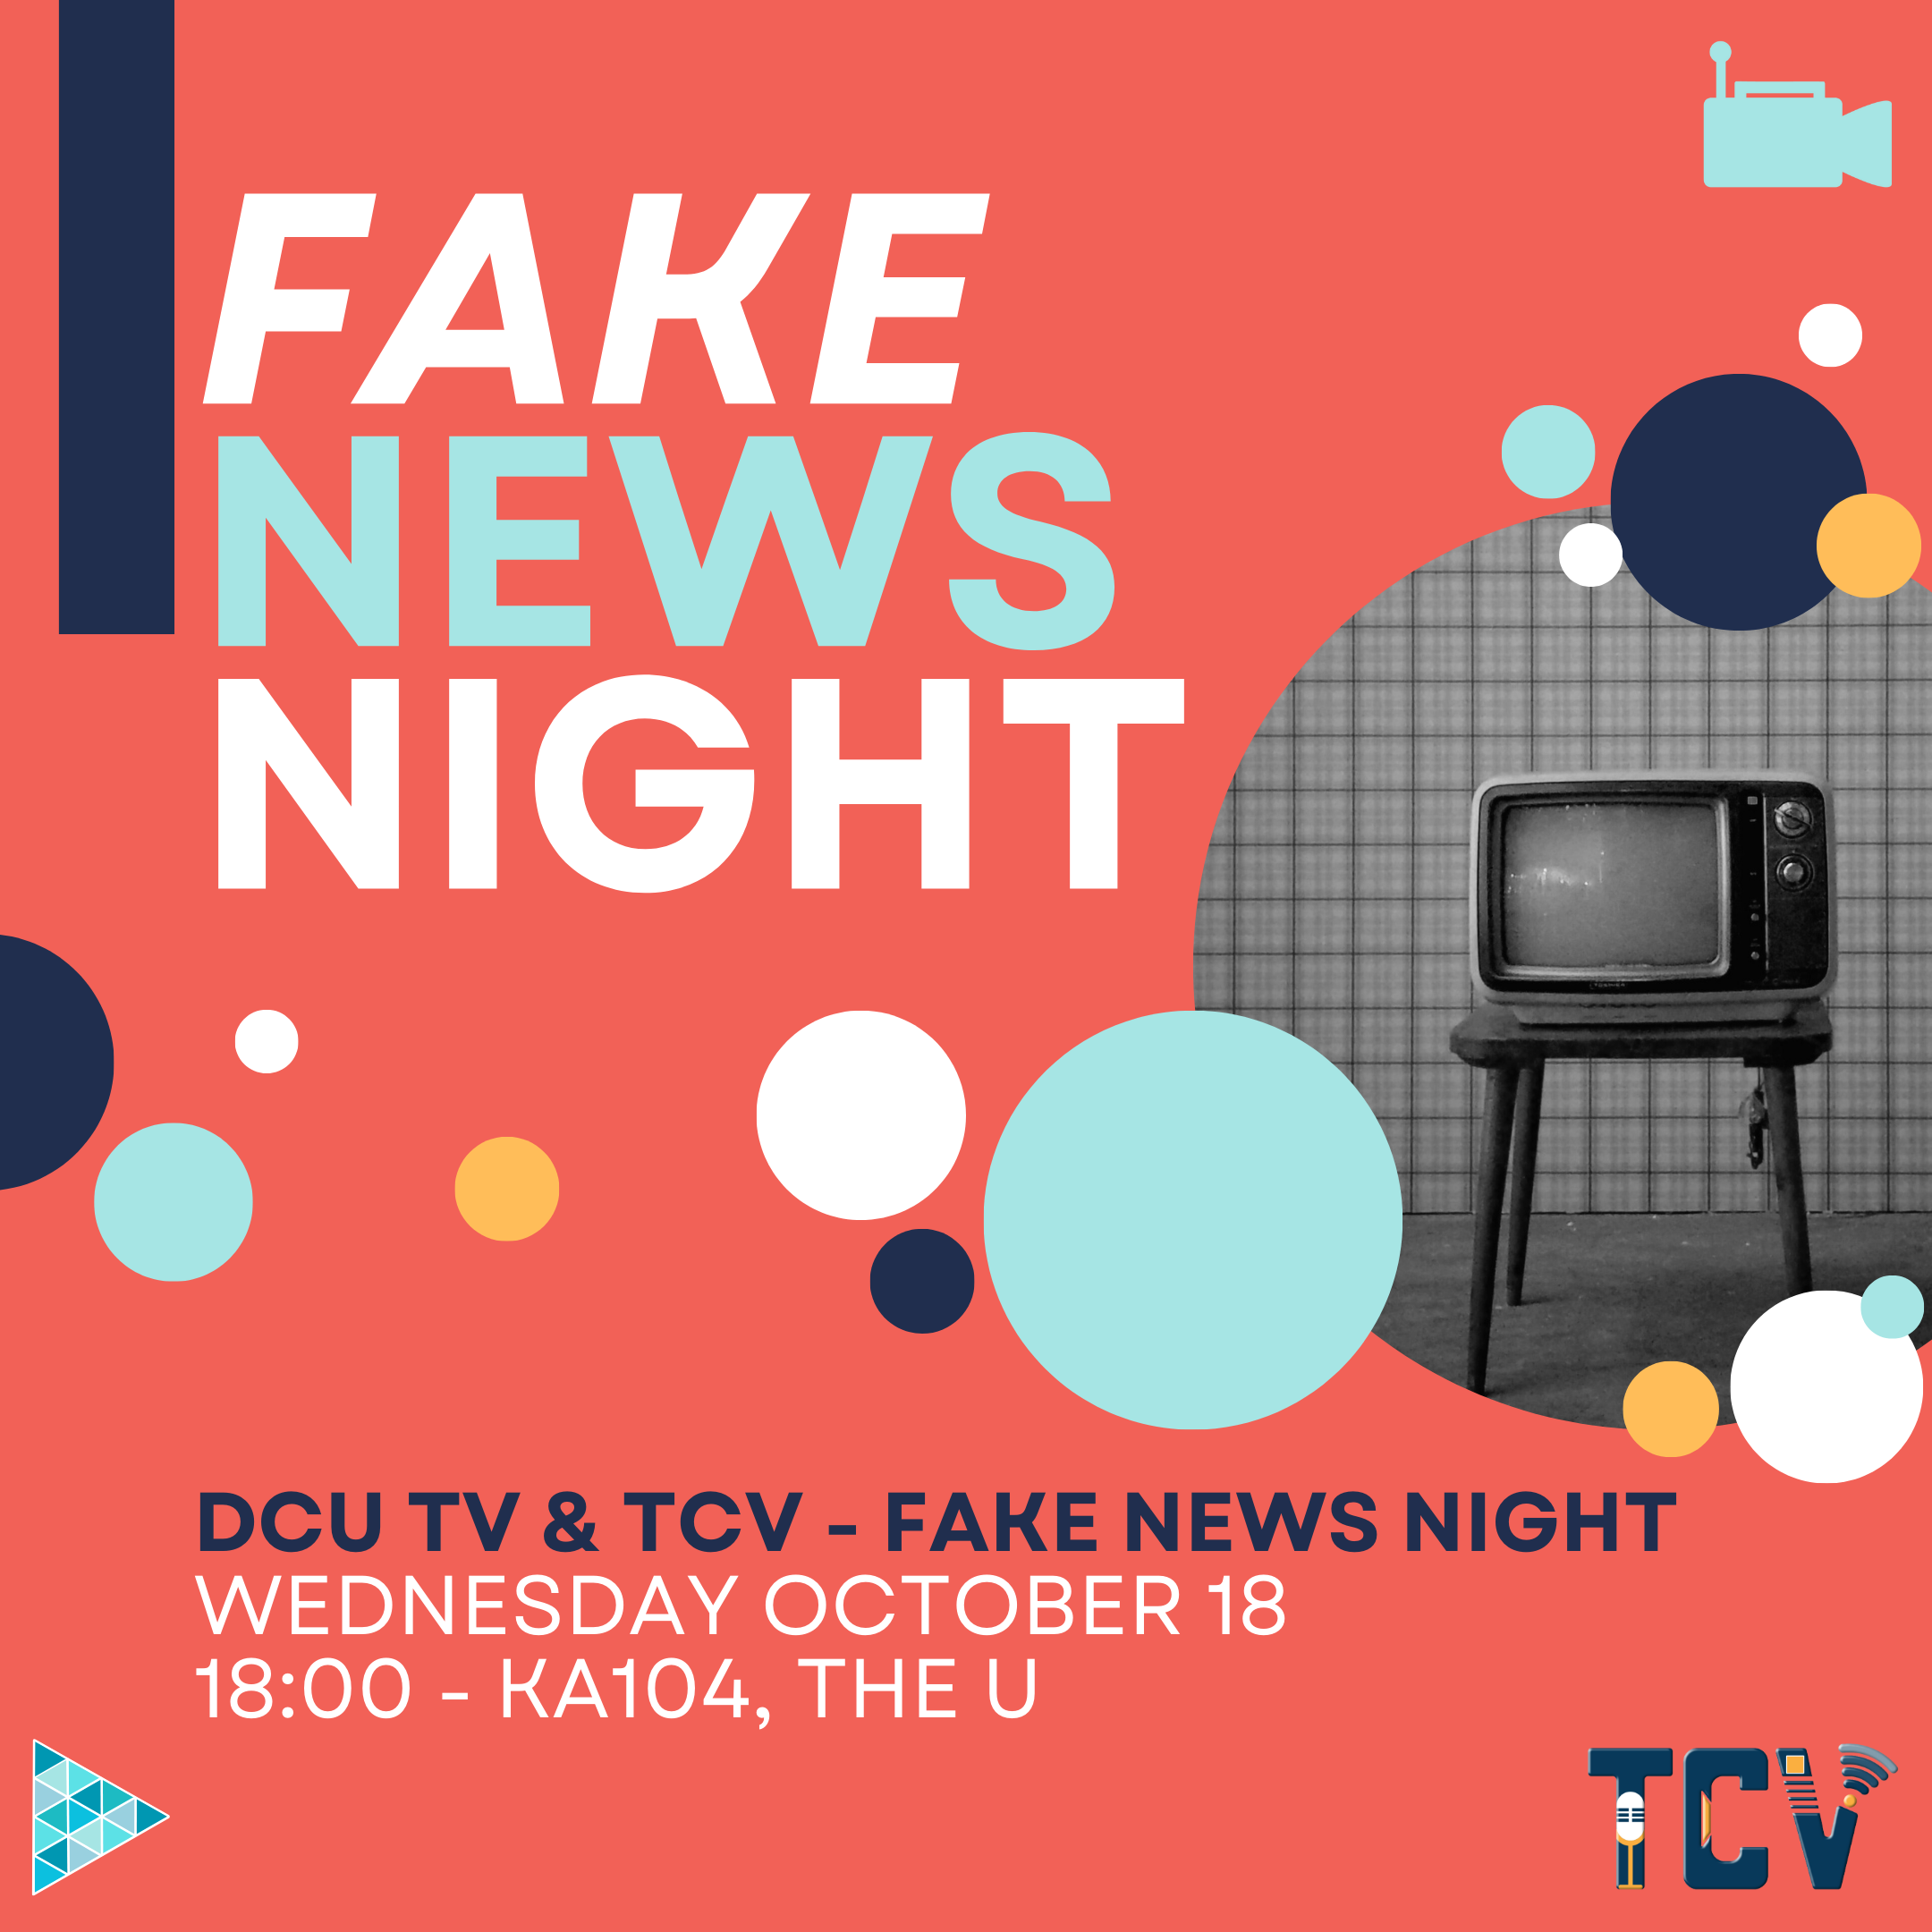 FAKE
NEWS
NIGHT
DCU TV & TCV - FAKE NEWS NIGHT
WEDNESDAY OCTOBER 18
18:00 - KA104, THE U
TCV